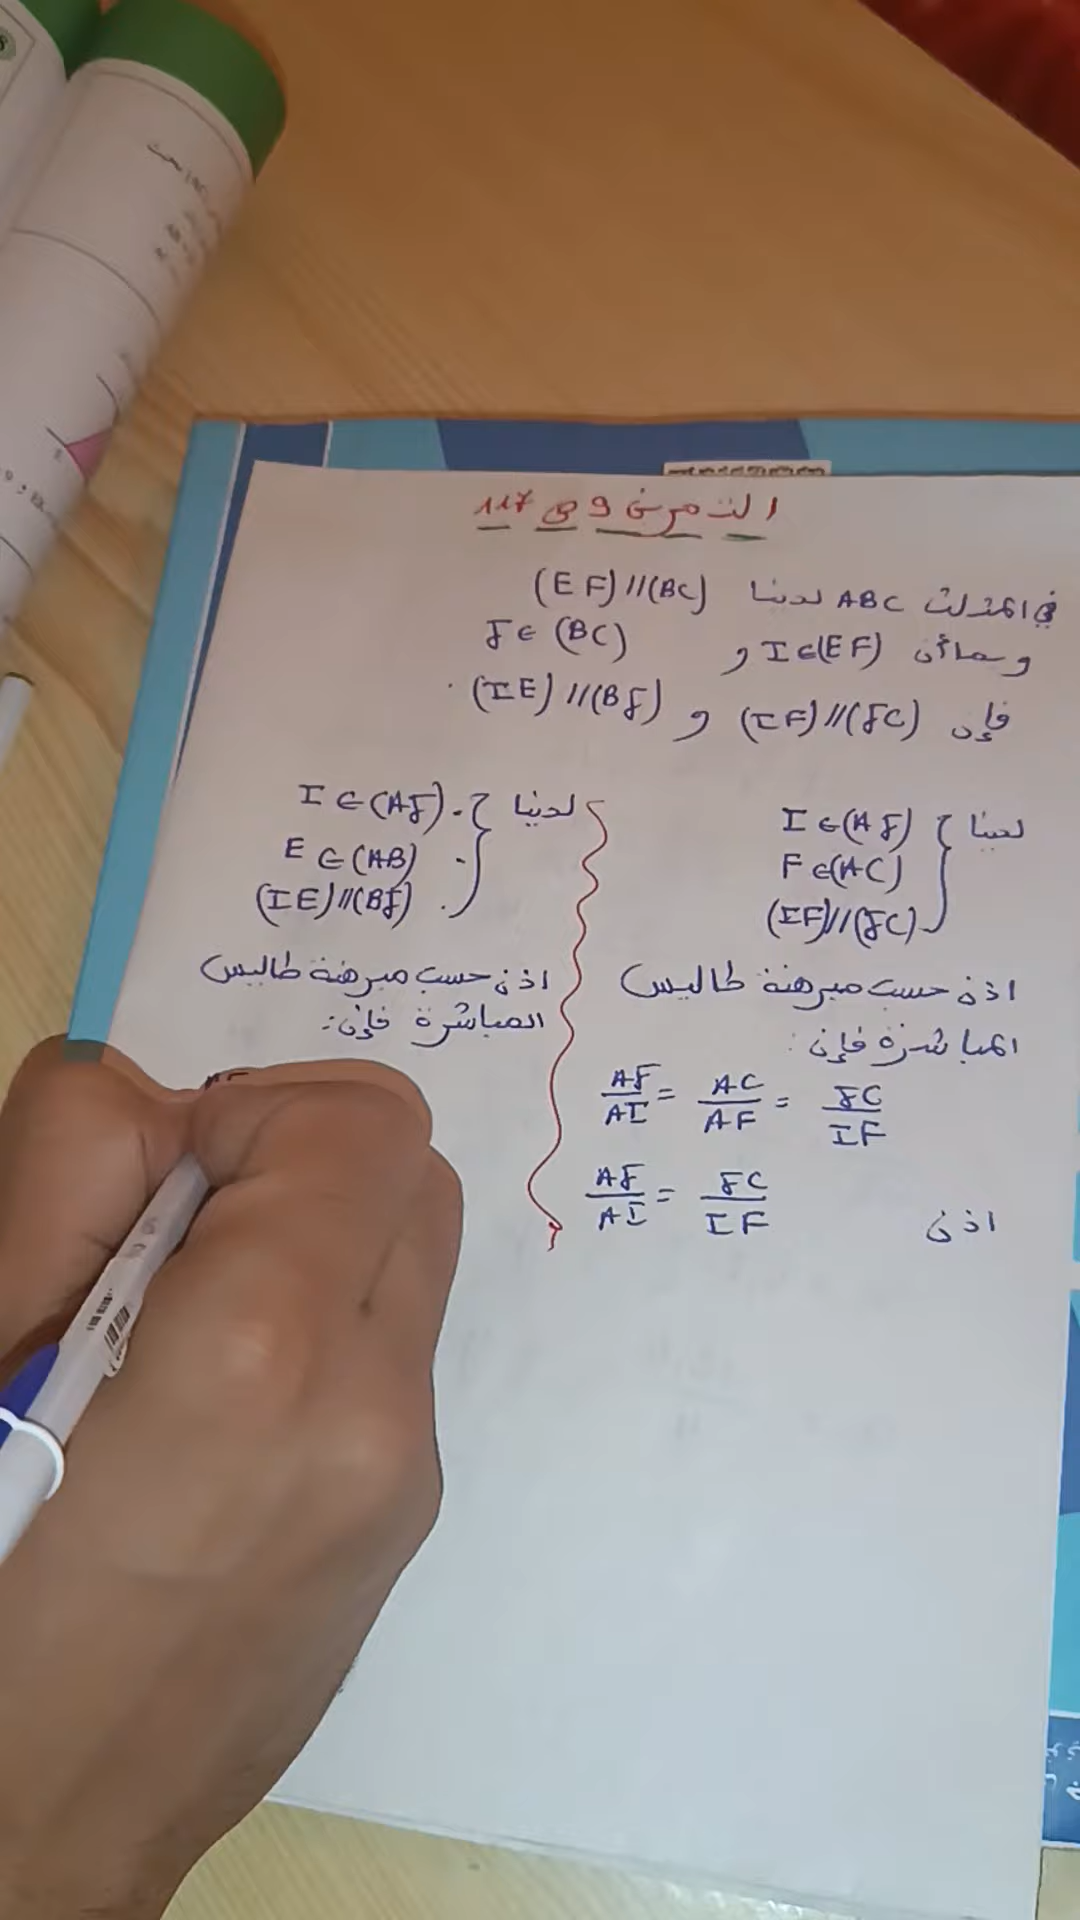 التمرين 9 ص 117
في المثلث ABC لدينا (EF)//(BC)
وبما أن I∈(EF) و J∈(BC)
فإن (IF)//(JC) و (IE)//(BJ)
لدينا { I∈(AJ)
F∈(AC)
(IF)//(JC)
اذن حسب مبرهنة طاليس
المباشرة فإن:
AJ/AI = AC/AF = JC/IF
اذن AJ/AI = JC/IF
لدينا { I∈(AJ)
E∈(AB)
(IE)//(BJ)
اذن حسب مبرهنة طاليس
المباشرة فإن: